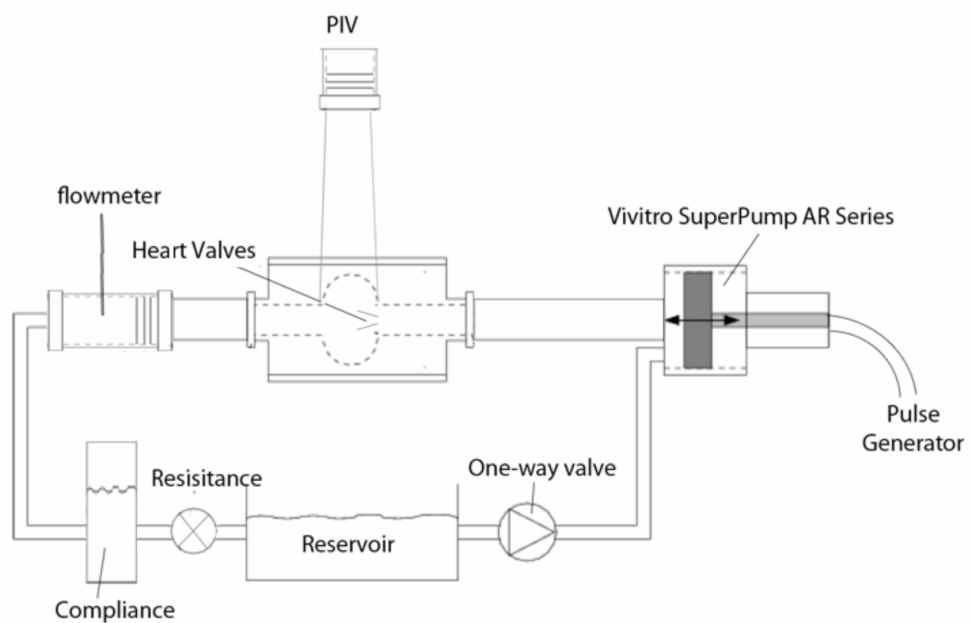 PIV
flowmeter
Heart Valves
Vivitro SuperPump AR Series
Pulse
Generator
Resisitance
One-way valve
Reservoir
Compliance